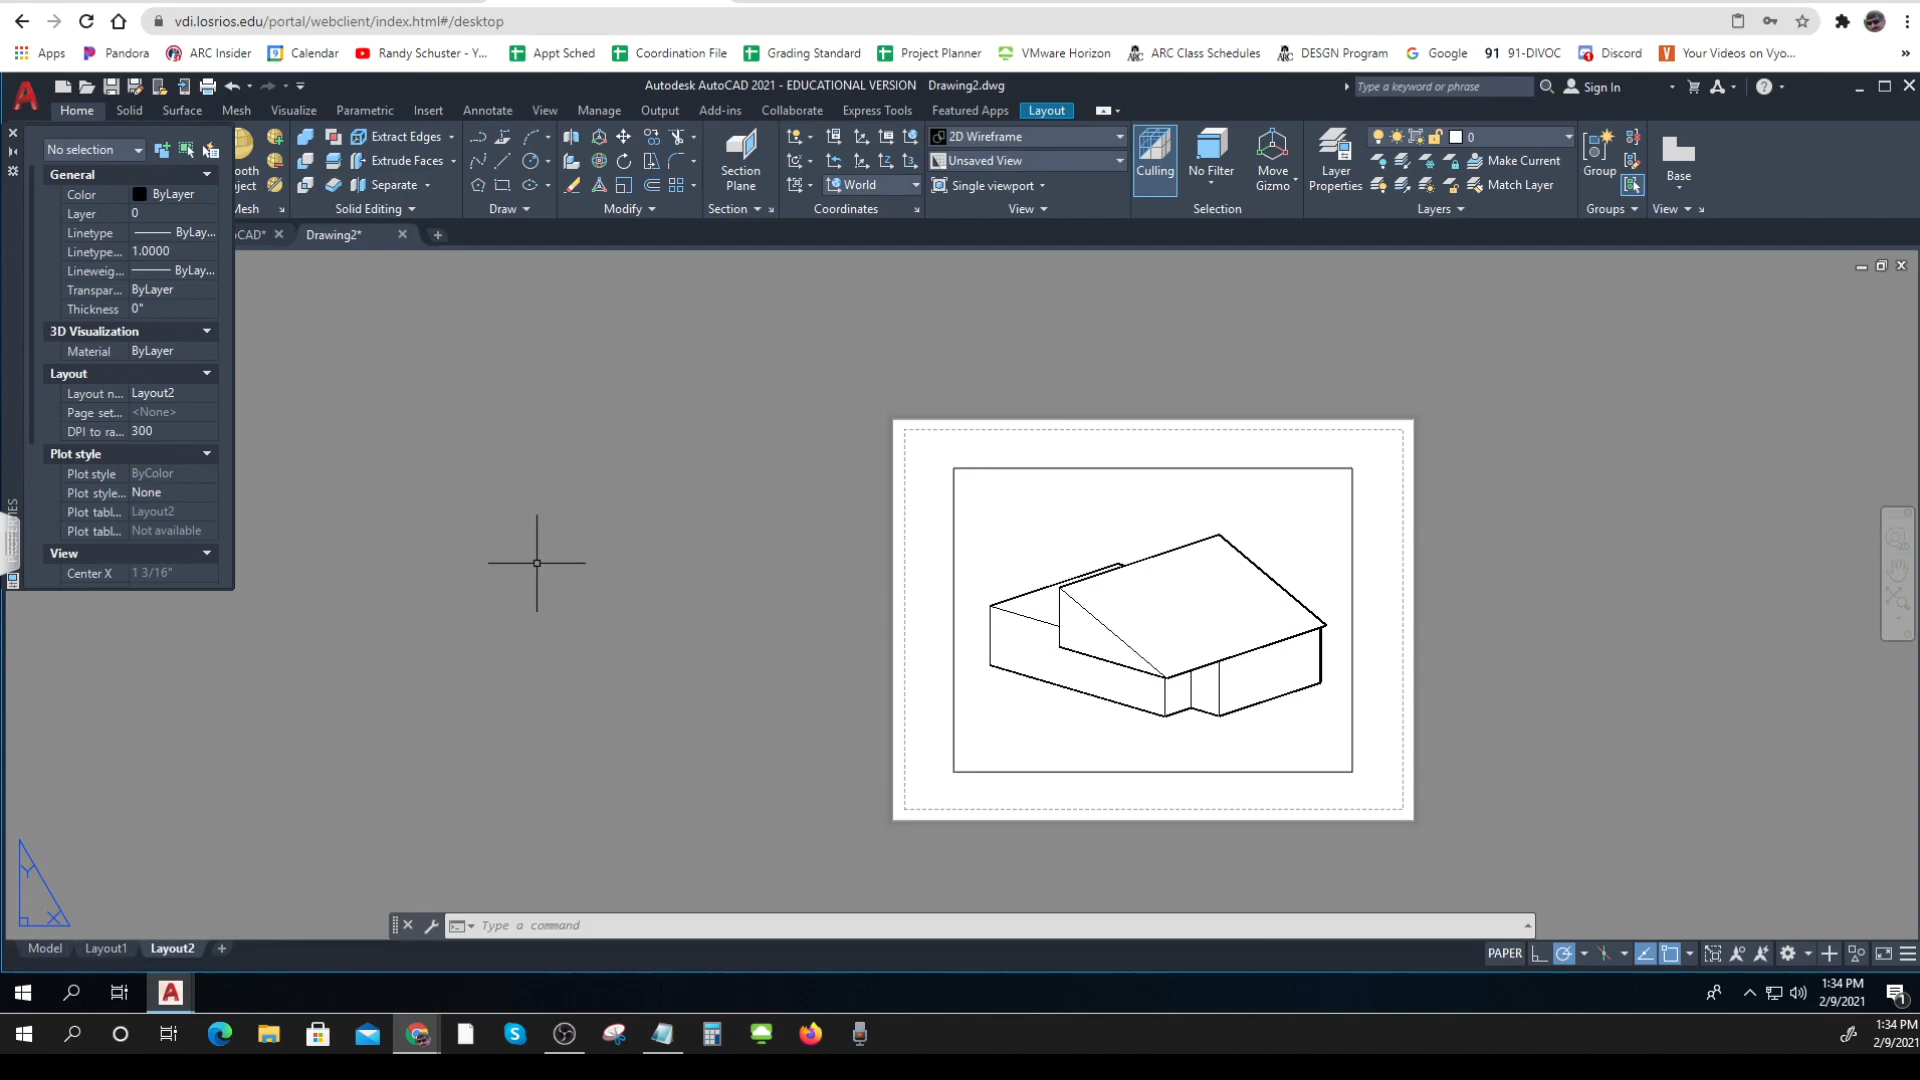 vdi.losrios.edu/portal/webclient/index.html#/desktop
Apps Pandora ARC Insider Calendar Randy Schuster - Y... Appt Sched Coordination File Grading Standard Project Planner VMware Horizon ARC Class Schedules DESGN Program Google 91 91-DIVOC Discord Your Videos on Vyo... »
Autodesk AutoCAD 2021 - EDUCATIONAL VERSION Drawing2.dwg Type a keyword or phrase Sign In
Home Solid Surface Mesh Visualize Parametric Insert Annotate View Manage Output Add-ins Collaborate Express Tools Featured Apps Layout
No selection
Extract Edges
Extrude Faces
Separate
ooth
oject
Section
Plane
World
2D Wireframe
Unsaved View
Single viewport
Culling No Filter Move
Gizmo
Layer
Properties
0
Make Current
Match Layer
Group
Base
Mesh Solid Editing Draw Modify Section Coordinates View Selection Layers Groups View
oCAD* Drawing2*
General
Color ByLayer
Layer 0
Linetype ByLay...
Linetype... 1.0000
Lineweig... ByLay...
Transpar... ByLayer
Thickness 0"
3D Visualization
Material ByLayer
Layout
Layout n... Layout2
Page set... <None>
DPI to ra... 300
Plot style
Plot style ByColor
Plot style... None
Plot tabl... Layout2
Plot tabl... Not available
View
Center X 1 3/16"
PROPERTIES
Y
X
Type a command
Model Layout1 Layout2 +
PAPER
1:34 PM
2/9/2021
1
1:34 PM
2/9/2021